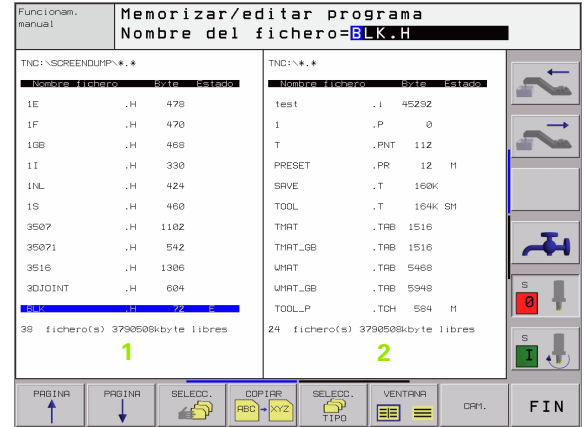 Funcionam.
manual
Memorizar/editar programa
Nombre del fichero=BLK.H
TNC:\SCREENDUMP\*.*
Nombre fichero Byte Estado
1E .H 478
1F .H 470
1GB .H 468
1I .H 330
1NL .H 424
1S .H 460
3507 .H 1102
35071 .H 542
3516 .H 1306
3DJOINT .H 604
BLK .H 72 E
38 fichero(s) 3790508kbyte libres
1
TNC:\*.*
Nombre fichero Byte Estado
test .i 45292
1 .P 0
T .PNT 112
PRESET .PR 12 M
SAVE .T 160K
TOOL .T 164K SM
TMAT .TAB 1516
TMAT_GB .TAB 1516
WMAT .TAB 5468
WMAT_GB .TAB 5948
TOOL_P .TCH 584 M
24 fichero(s) 3790508kbyte libres
2
S
0
S
I
PAGINA
PAGINA
SELECC.
COPIAR
ABC XYZ
SELECC.
TIPO
VENTANA
CAM.
FIN